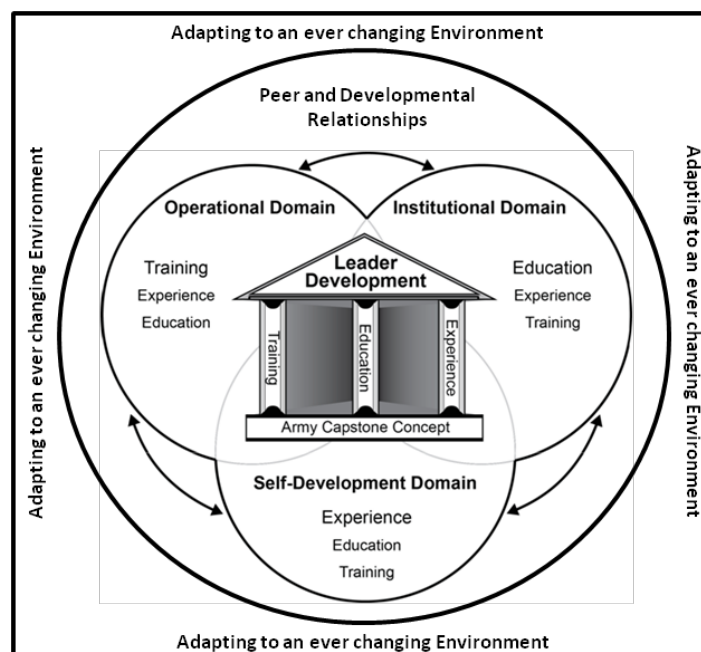 Adapting to an ever changing Environment
Peer and Developmental
Relationships
Adapting to an ever changing Environment
Adapting to an ever changing Environment
Operational Domain
Institutional Domain
Training
Experience
Education
Leader
Development
Education
Experience
Training
Training
Education
Experience
Army Capstone Concept
Self-Development Domain
Experience
Education
Training
Adapting to an ever changing Environment